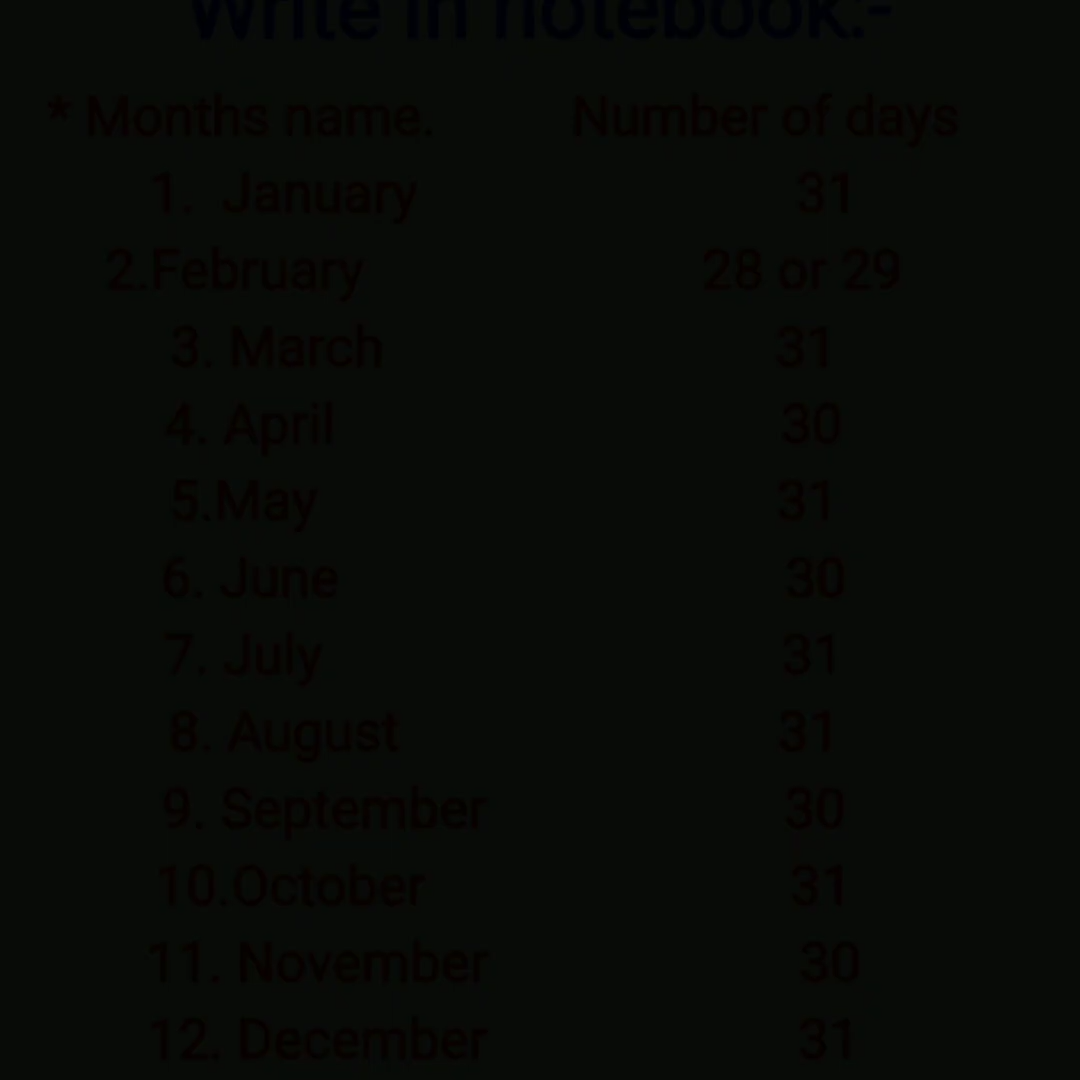 Write in notebook:-
* Months name. Number of days
1. January 31
2.February 28 or 29
3. March 31
4. April 30
5.May 31
6. June 30
7. July 31
8. August 31
9. September 30
10.October 31
11. November 30
12. December 31